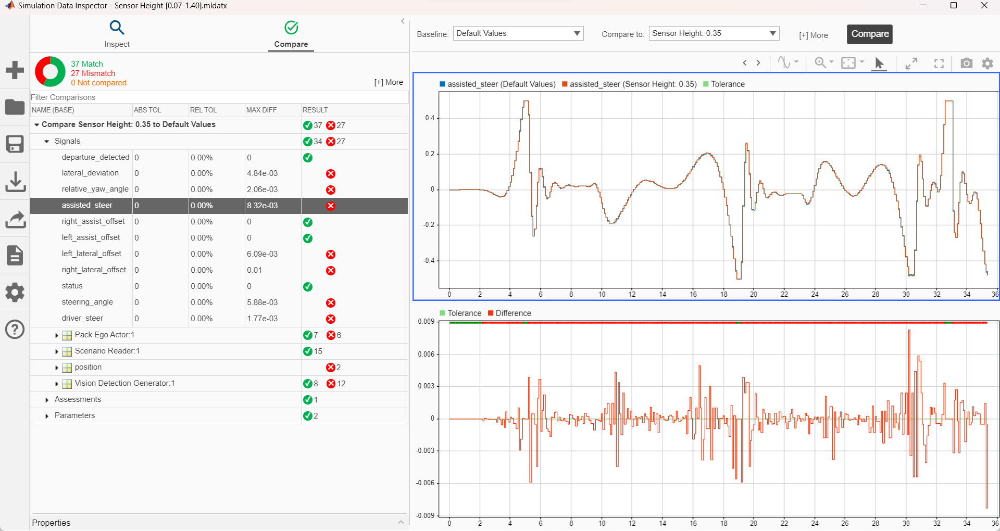 Simulation Data Inspector - Sensor Height [0.07-1.40].mldatx
Inspect
Compare
37 Match
27 Mismatch
0 Not compared
[+] More
Filter Comparisons
NAME (BASE) ABS TOL REL TOL MAX DIFF RESULT
Compare Sensor Height: 0.35 to Default Values 37 27
Signals 34 27
departure_detected 0 0.00% 0
lateral_deviation 0 0.00% 4.84e-03
relative_yaw_angle 0 0.00% 2.06e-03
assisted_steer 0 0.00% 8.32e-03
right_assist_offset 0 0.00% 0
left_assist_offset 0 0.00% 0
left_lateral_offset 0 0.00% 6.09e-03
right_lateral_offset 0 0.00% 0.01
status 0 0.00% 0
steering_angle 0 0.00% 5.88e-03
driver_steer 0 0.00% 1.77e-03
Pack Ego Actor:1 7 6
Scenario Reader:1 15
position 2
Vision Detection Generator:1 8 12
Assessments 1
Parameters 2
Properties
Baseline: Default Values Compare to: Sensor Height: 0.35 [+] More Compare
assisted_steer (Default Values) assisted_steer (Sensor Height: 0.35) Tolerance
0.4
0.2
0
-0.2
-0.4
0 2 4 6 8 10 12 14 16 18 20 22 24 26 28 30 32 34 36
Tolerance Difference
0.009
0.006
0.003
0
-0.003
-0.006
-0.009
0 2 4 6 8 10 12 14 16 18 20 22 24 26 28 30 32 34 36